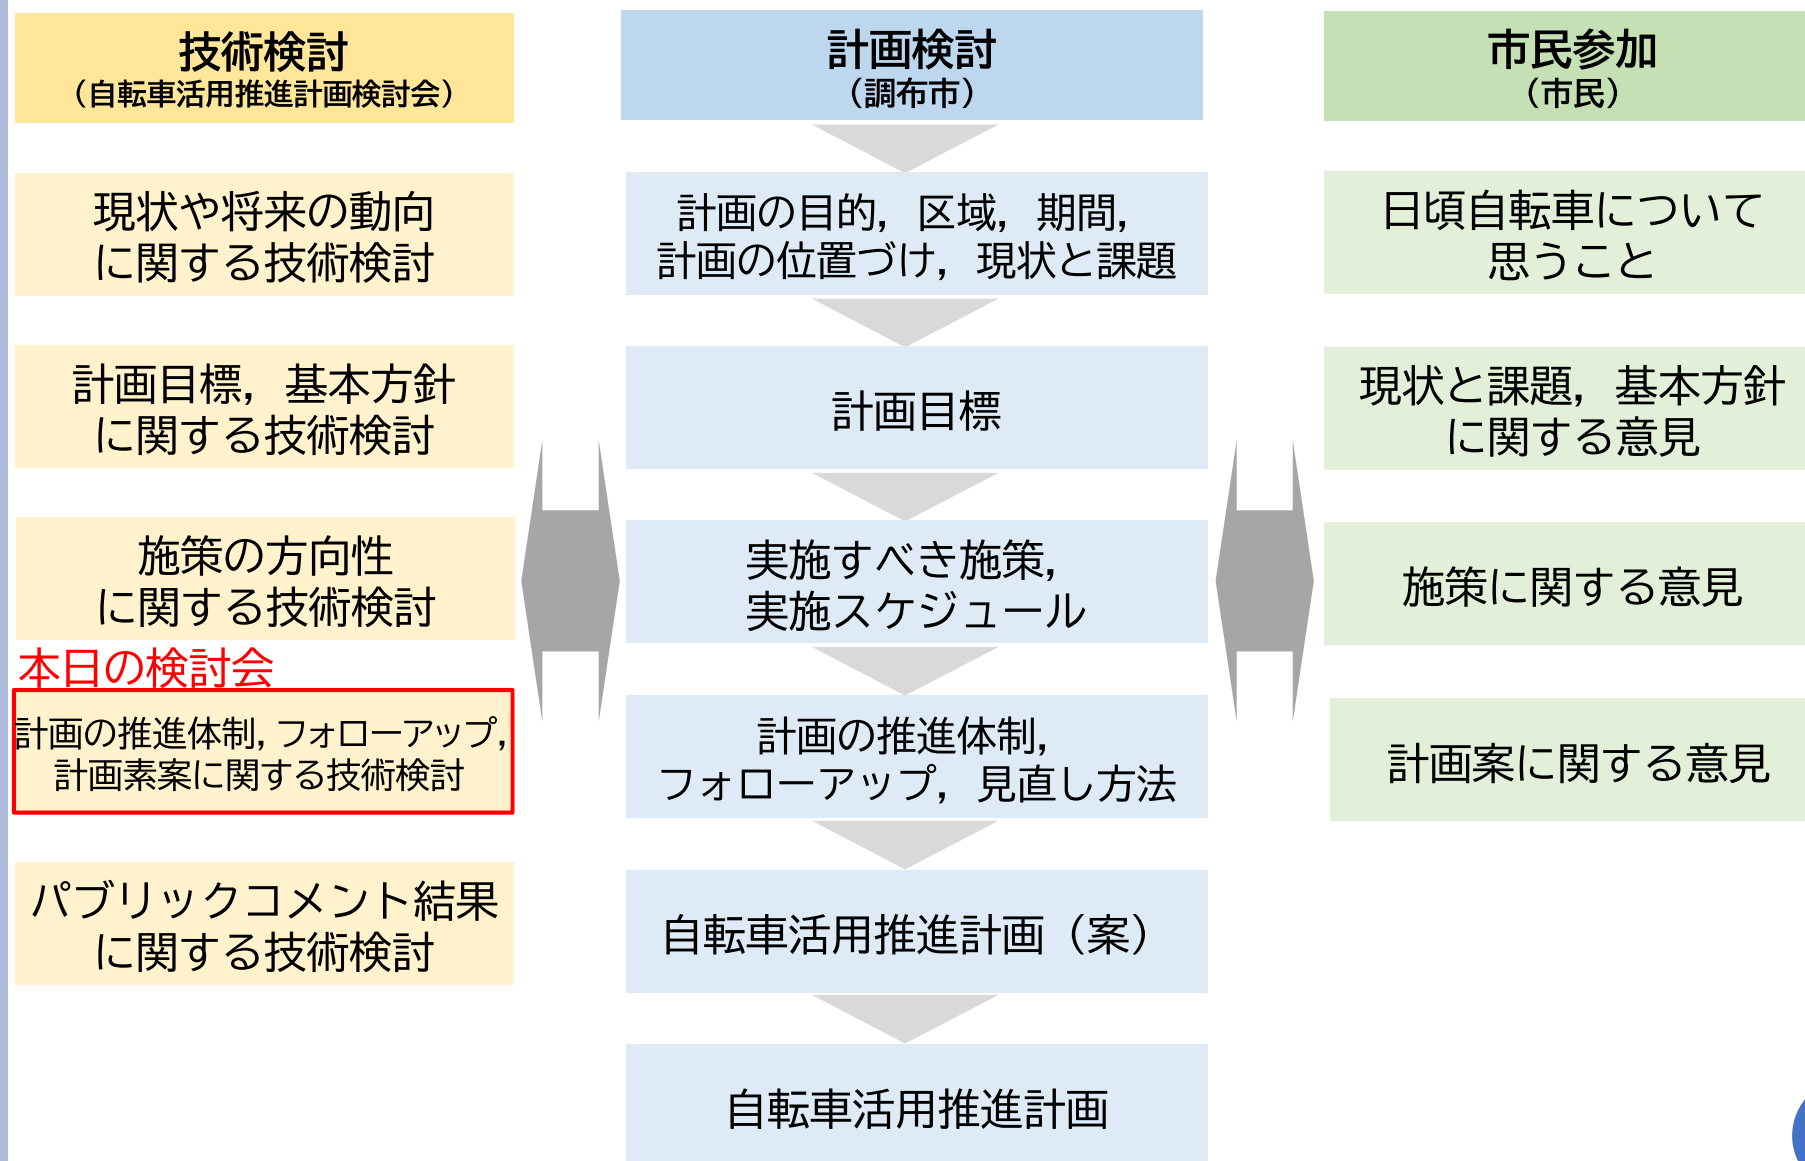 技術検討
（自転車活用推進計画検討会）
現状や将来の動向
に関する技術検討
計画目標，基本方針
に関する技術検討
施策の方向性
に関する技術検討
本日の検討会
計画の推進体制，フォローアップ，
計画素案に関する技術検討
パブリックコメント結果
に関する技術検討
計画検討
（調布市）
計画の目的，区域，期間，
計画の位置づけ，現状と課題
計画目標
実施すべき施策，
実施スケジュール
計画の推進体制，
フォローアップ，見直し方法
自転車活用推進計画（案）
自転車活用推進計画
市民参加
（市民）
日頃自転車について
思うこと
現状と課題，基本方針
に関する意見
施策に関する意見
計画案に関する意見